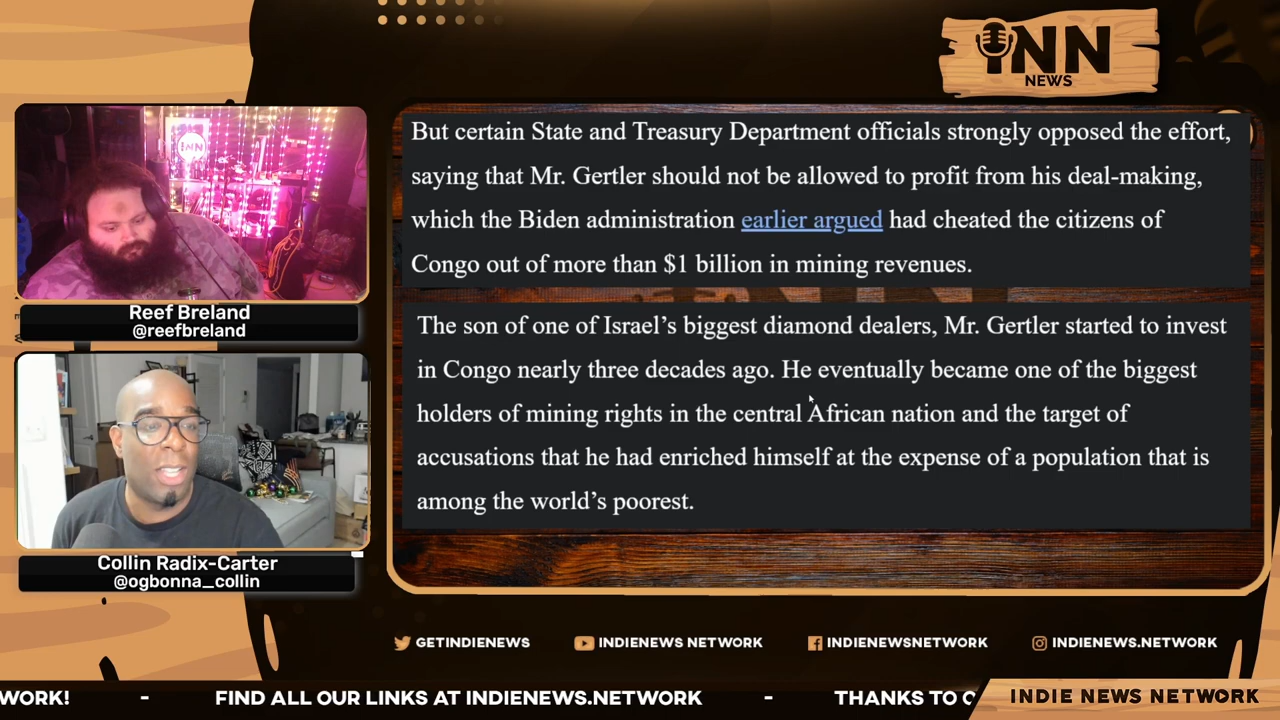 INN
NEWS
But certain State and Treasury Department officials strongly opposed the effort,
saying that Mr. Gertler should not be allowed to profit from his deal-making,
which the Biden administration earlier argued had cheated the citizens of
Congo out of more than $1 billion in mining revenues.
The son of one of Israel's biggest diamond dealers, Mr. Gertler started to invest
in Congo nearly three decades ago. He eventually became one of the biggest
holders of mining rights in the central African nation and the target of
accusations that he had enriched himself at the expense of a population that is
among the world's poorest.
INN
Reef Breland
@reefbreland
Collin Radix-Carter
@ogbonna_collin
GETINDIENEWS
INDIENEWS NETWORK
INDIENEWSNETWORK
INDIENEWS.NETWORK
WORK! - FIND ALL OUR LINKS AT INDIENEWS.NETWORK - THANKS TO
INDIE NEWS NETWORK